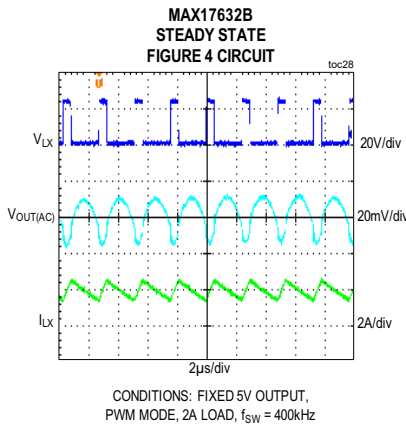 MAX17632B
STEADY STATE
FIGURE 4 CIRCUIT
toc28
VLX
20V/div
VOUT(AC)
20mV/div
ILX
2A/div
2µs/div
CONDITIONS: FIXED 5V OUTPUT,
PWM MODE, 2A LOAD, fSW = 400kHz